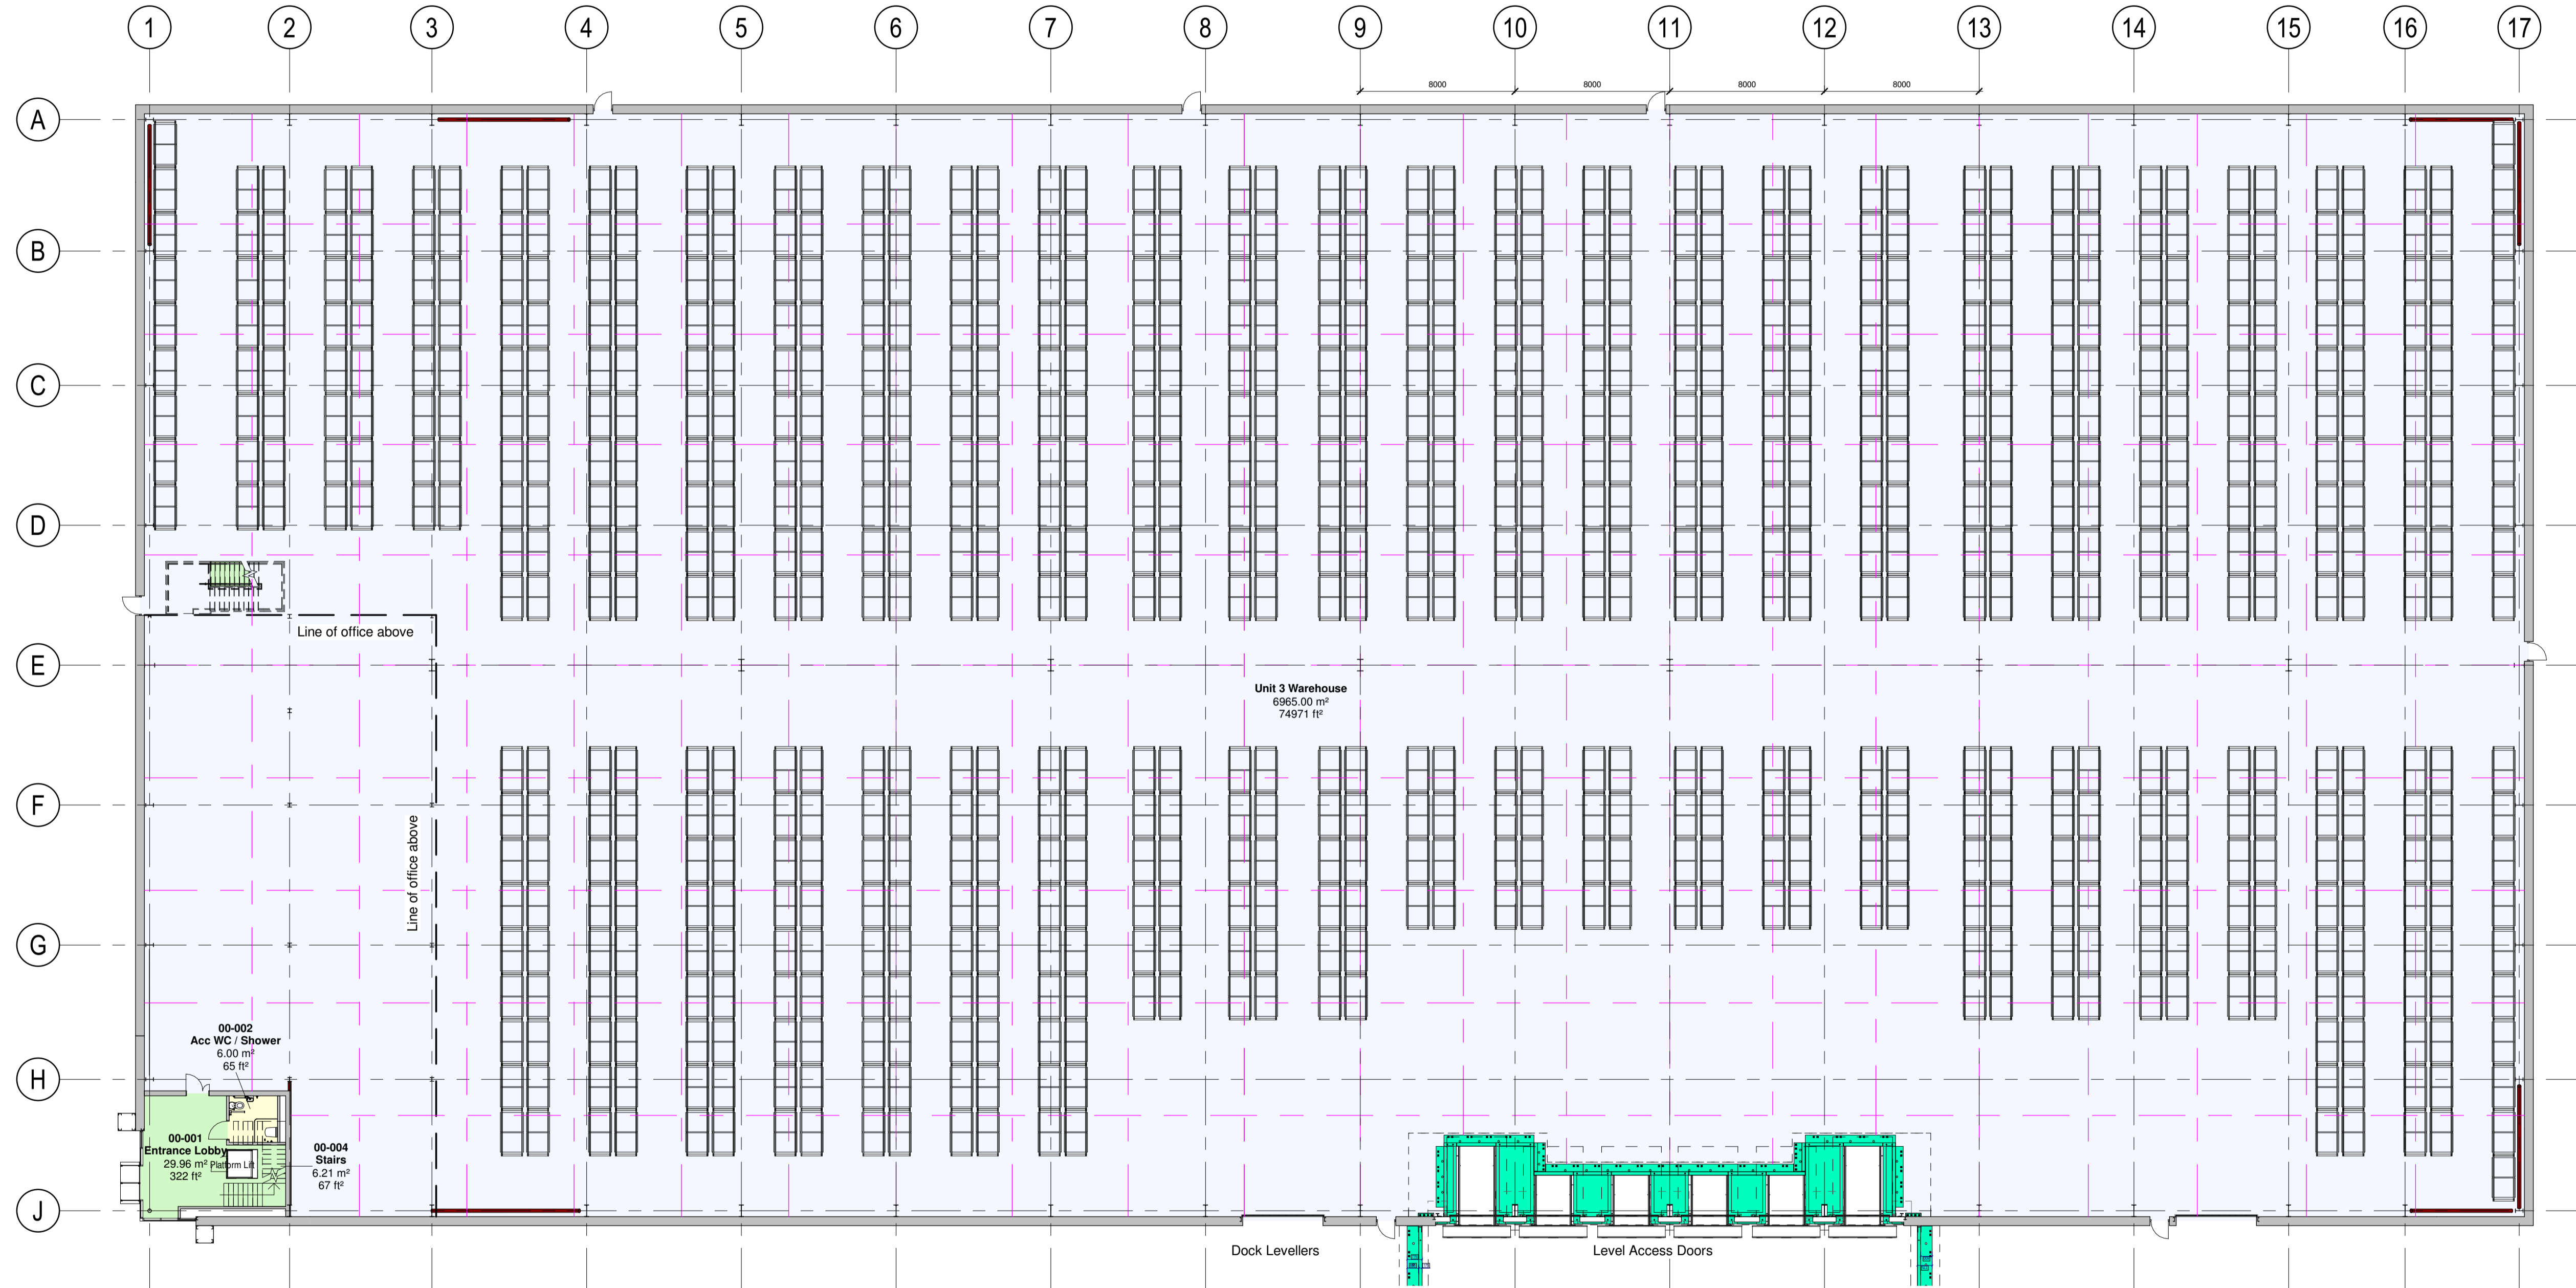 1 2 3 4 5 6 7 8 9 10 11 12 13 14 15 16 17
8000 8000 8000 8000
A
B
C
D
Line of office above
E
Unit 3 Warehouse
6965.00 m²
74971 ft²
F
Line of office above
G
00-002
Acc WC / Shower
6.00 m²
65 ft²
H
00-001
Entrance Lobby
29.96 m²
322 ft²
Platform Lift
00-004
Stairs
6.21 m²
67 ft²
J
Dock Levellers
Level Access Doors